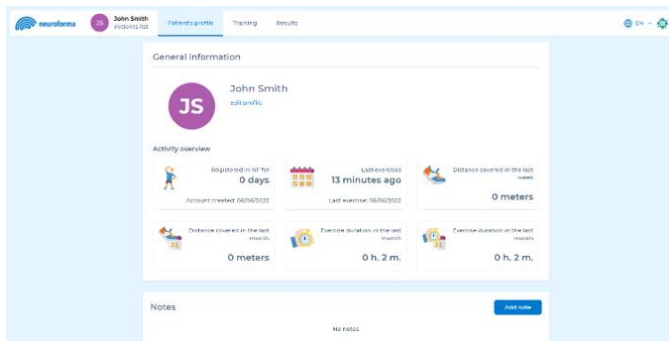 neuroforma
JS
John Smith
Patients list
Patient's profile
Training
Results
EN
General information
JS
John Smith
Edit profile
Activity overview
Registered in NF for
0 days
Account created: 06/06/2022
Last exercises
13 minutes ago
Last exercise: 06/06/2022
Distance covered in the last
week
0 meters
Distance covered in the last
month
0 meters
Exercise duration in the last
month
0 h. 2 m.
Exercise duration in the last
month
0 h. 2 m.
Notes
Add note
No notes